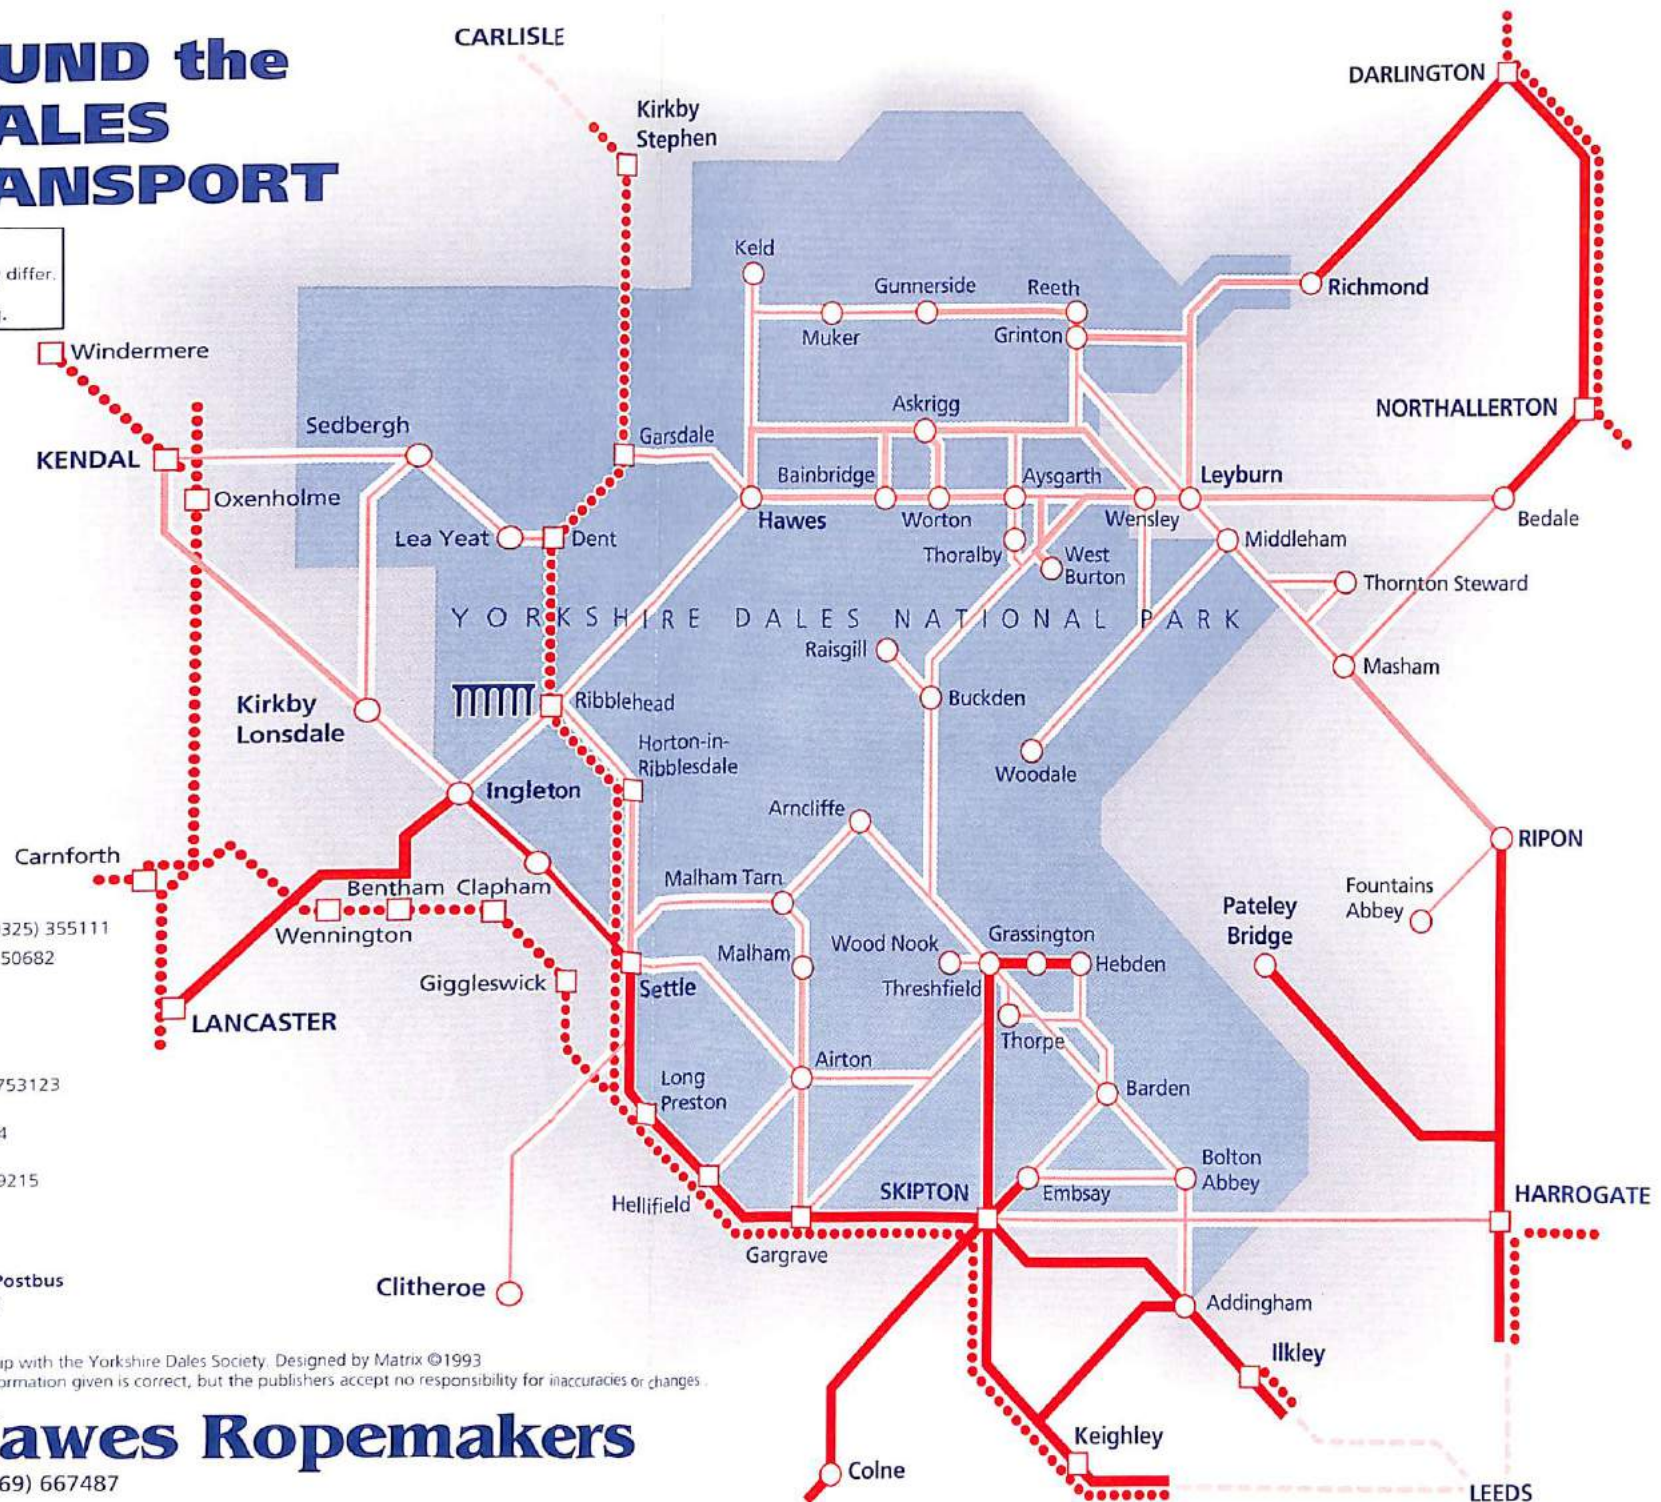 UND the
ALES
ANSPORT
differ.
CARLISLE
Kirkby
Stephen
DARLINGTON
Keld
Gunnerside
Reeth
Richmond
Muker
Grinton
Windermere
Askrigg
NORTHALLERTON
Sedbergh
Garsdale
KENDAL
Bainbridge
Aysgarth
Leyburn
Oxenholme
Hawes
Worton
Wensley
Bedale
Lea Yeat
Dent
Thoralby
West
Burton
Middleham
Thornton Steward
YORKSHIRE DALES NATIONAL PARK
Raisgill
Masham
Kirkby
Lonsdale
Ribblehead
Buckden
Horton-in-
Ribblesdale
Woodale
Ingleton
Arncliffe
RIPON
Carnforth
Bentham
Clapham
Malham Tarn
Fountains
Abbey
Pateley
Bridge
325) 355111
50682
Wennington
Malham
Wood Nook
Grassington
Hebden
Giggleswick
Settle
Threshfield
LANCASTER
Thorpe
Airton
753123
Long
Preston
Barden
4
9215
Bolton
Abbey
SKIPTON
Embsay
HARROGATE
Hellifield
Gargrave
Postbus
Clitheroe
Addingham
ip with the Yorkshire Dales Society. Designed by Matrix ©1993
ormation given is correct, but the publishers accept no responsibility for inaccuracies or changes.
Ilkley
awes Ropemakers
Keighley
69) 667487
Colne
LEEDS